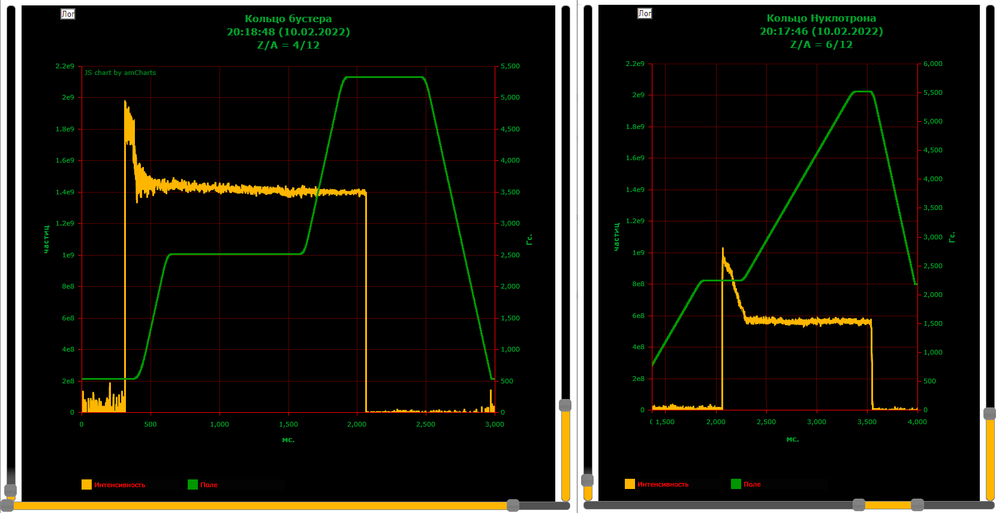 Лог
Кольцо бустера
20:18:48 (10.02.2022)
Z/A = 4/12
JS chart by amCharts
2.2e9
2e9
1.8e9
1.6e9
1.4e9
1.2e9
1e9
8e8
6e8
4e8
2e8
0
частиц
5,500
5,000
4,500
4,000
3,500
3,000
2,500
2,000
1,500
1,000
500
0
Гс.
0 500 1,000 1,500 2,000 2,500 3,000
мс.
Интенсивность Поле
Лог
Кольцо Нуклотрона
20:17:46 (10.02.2022)
Z/A = 6/12
2.2e9
2e9
1.8e9
1.6e9
1.4e9
1.2e9
1e9
8e8
6e8
4e8
2e8
0
частиц
6,000
5,500
5,000
4,500
4,000
3,500
3,000
2,500
2,000
1,500
1,000
500
0
Гс.
1,500 2,000 2,500 3,000 3,500 4,000
мс.
Интенсивность Поле